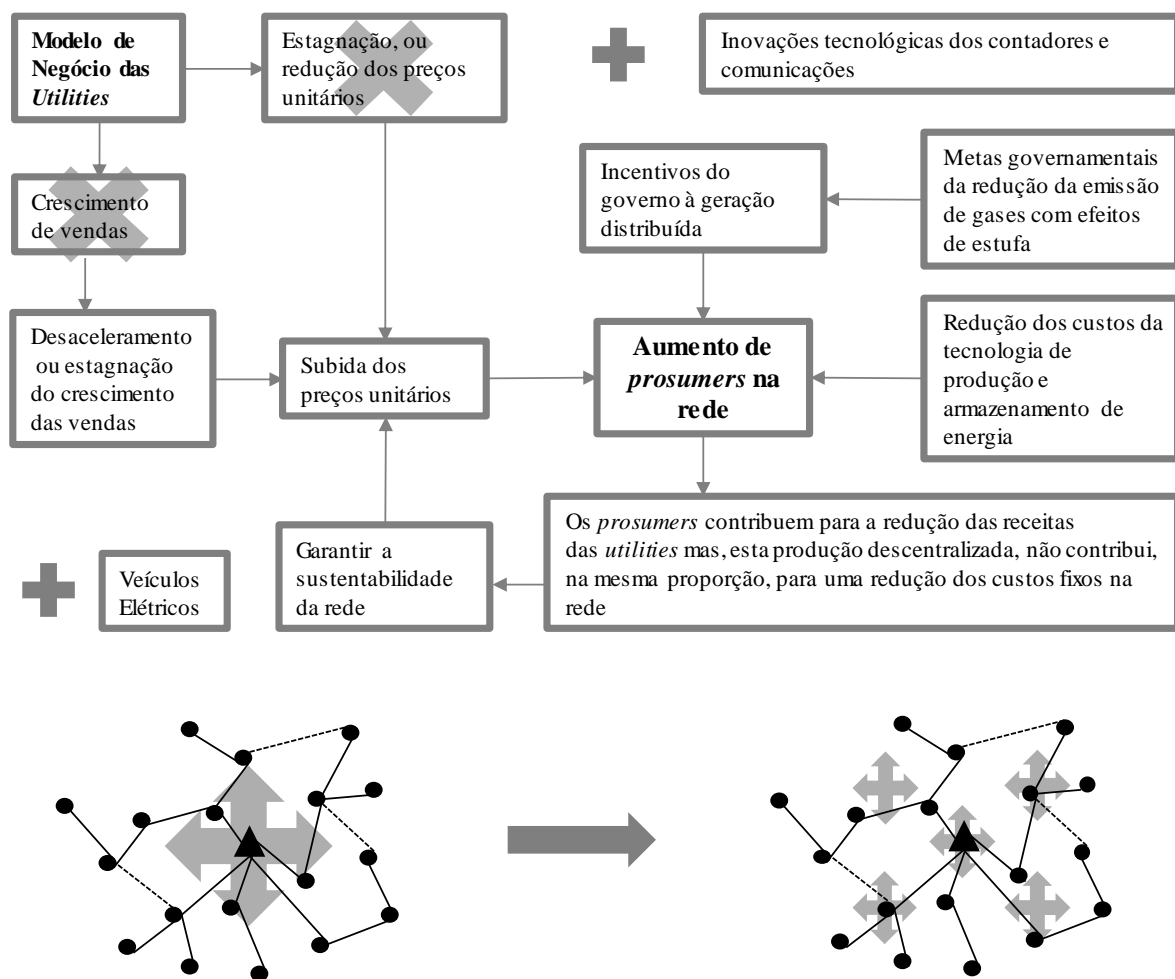 Modelo de
Negócio das
Utilities
Estagnação, ou
redução dos preços
unitários
Inovações tecnológicas dos contadores e
comunicações
Crescimento
de vendas
Incentivos do
governo à geração
distribuída
Metas governamentais
da redução da emissão
de gases com efeitos
de estufa
Desaceleramento
ou estagnação
do crescimento
das vendas
Subida dos
preços unitários
Aumento de
prosumers na
rede
Redução dos custos da
tecnologia de
produção e
armazenamento de
energia
Veículos
Elétricos
Garantir a
sustentabilidade
da rede
Os prosumers contribuem para a redução das receitas
das utilities mas, esta produção descentralizada, não contribui,
na mesma proporção, para uma redução dos custos fixos na
rede